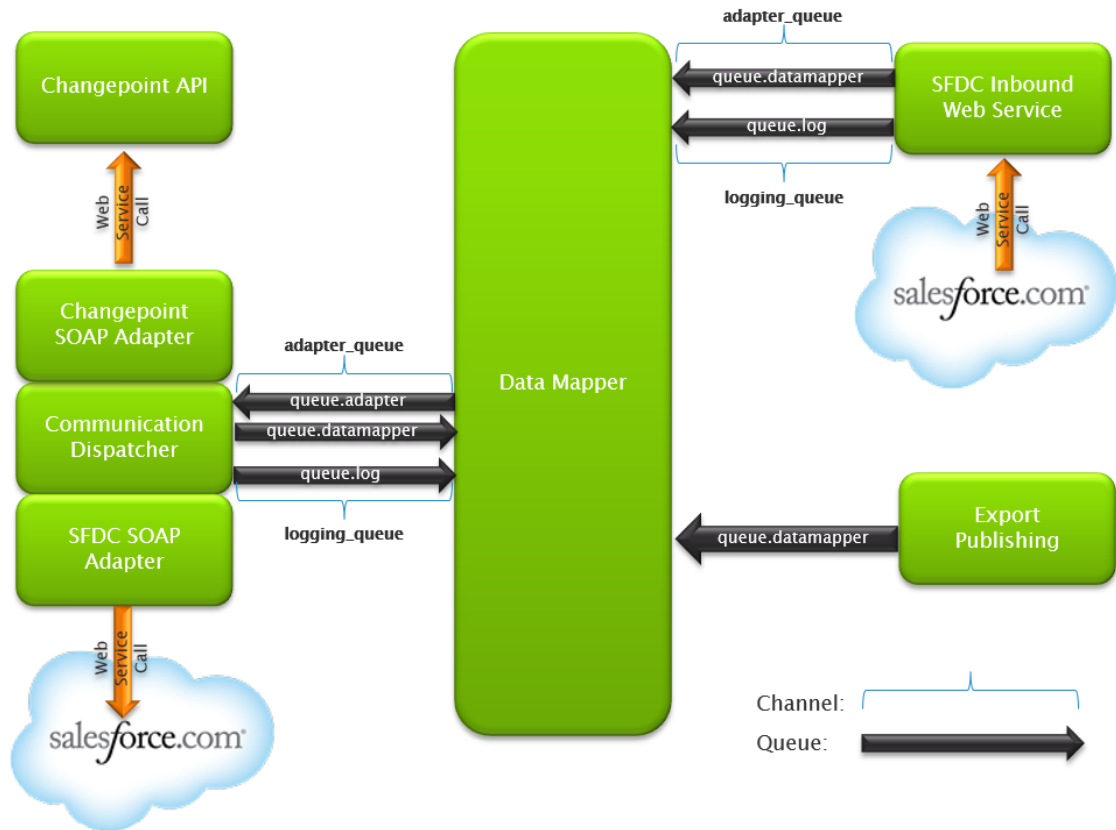 adapter_queue
Changepoint API
queue.datamapper
SFDC Inbound
Web Service
queue.log
logging_queue
Web
Service
Call
Web
Service
Call
salesforce.com
Changepoint
SOAP Adapter
adapter_queue
Data Mapper
queue.adapter
Communication
Dispatcher
queue.datamapper
queue.log
logging_queue
SFDC SOAP
Adapter
Export
Publishing
queue.datamapper
Web
Service
Call
salesforce.com
Channel:
Queue: